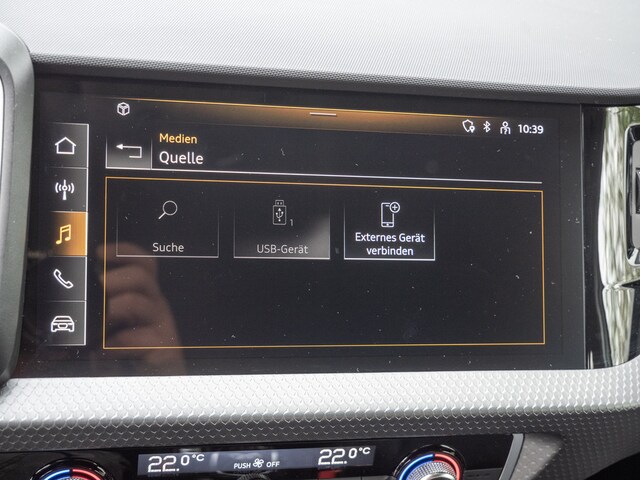 10:39
Medien
Quelle
Suche
1
USB-Gerät
Externes Gerät
verbinden
22.0°C
PUSH OFF
22.0°C